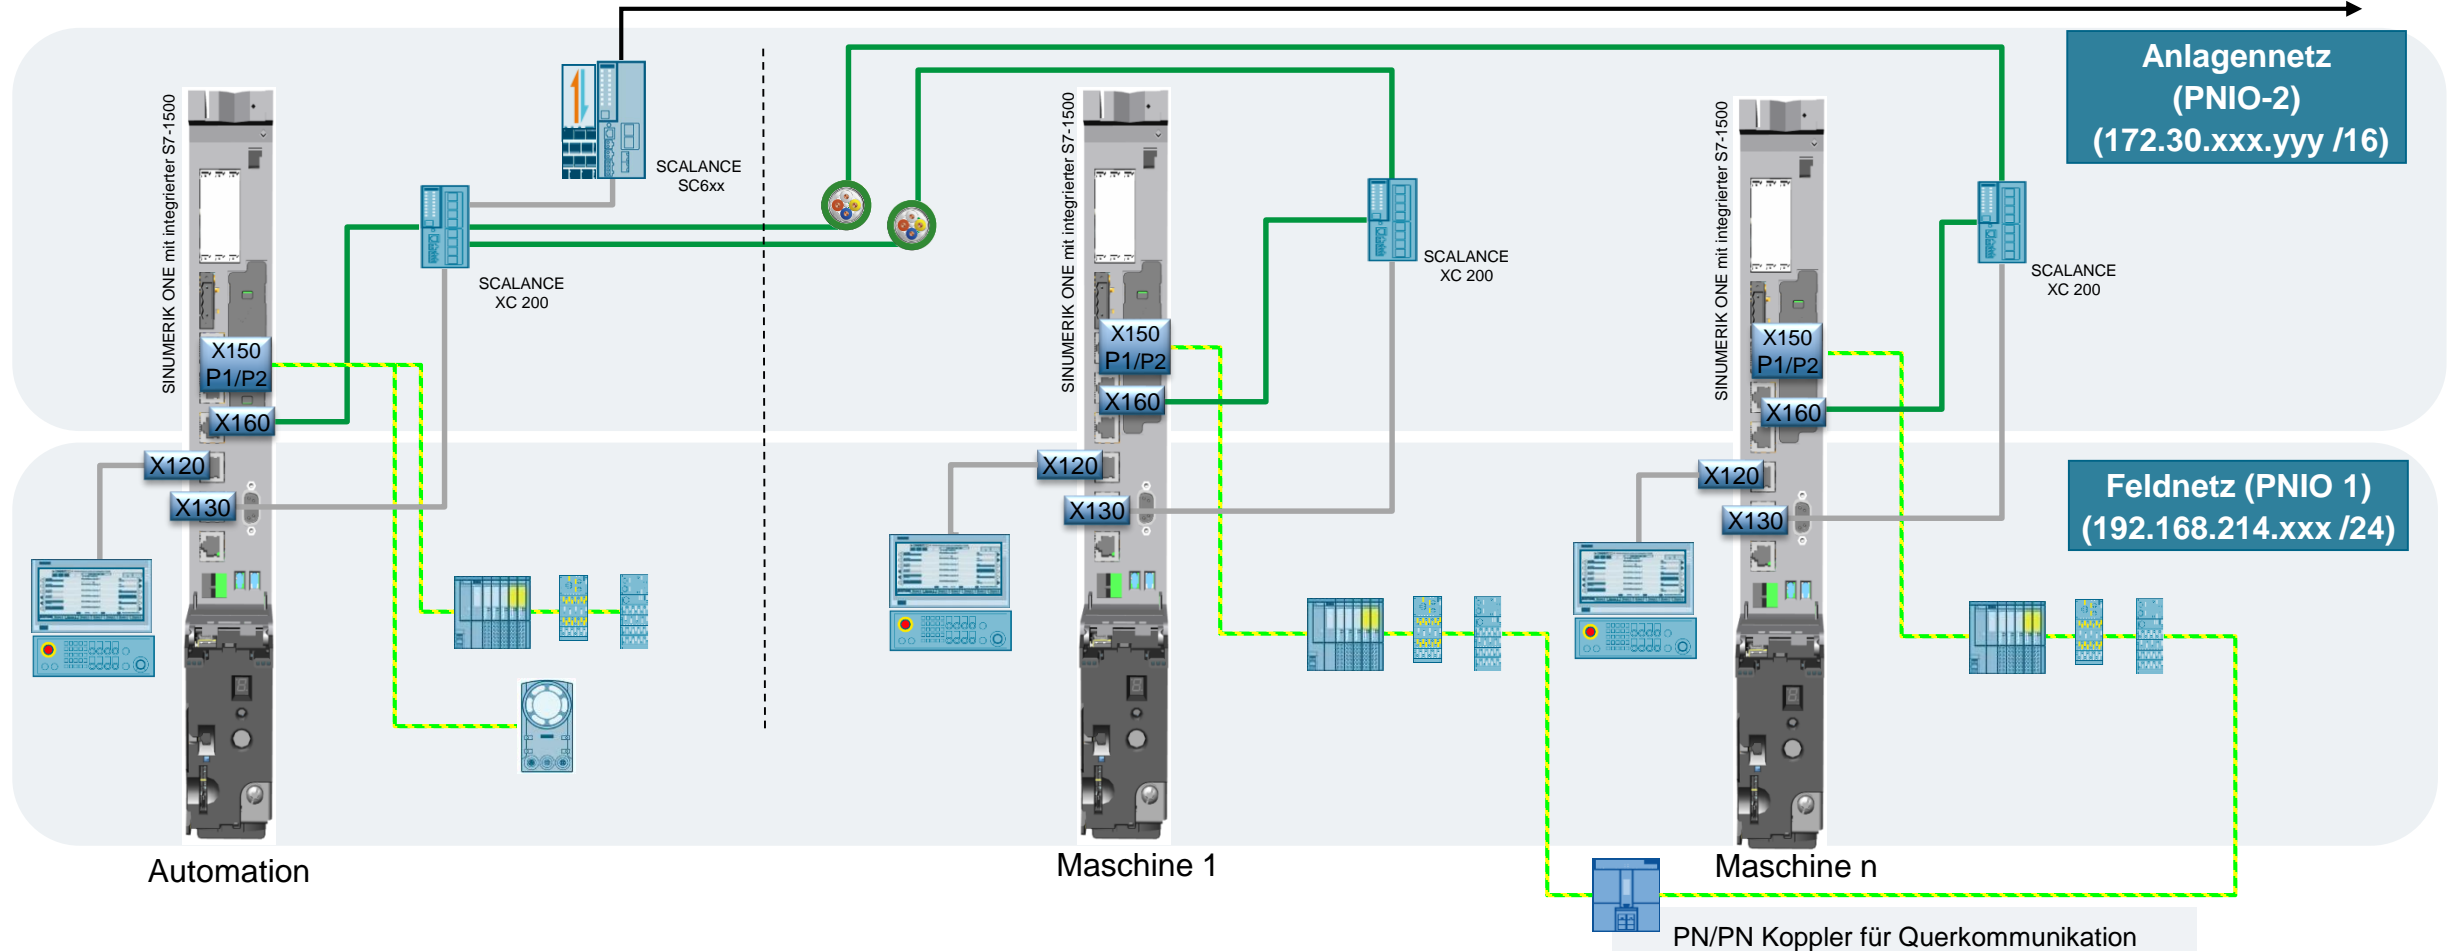 Anlagennetz
(PNIO-2)
(172.30.xxx.yyy /16)
SINUMERIK ONE mit integrierter S7-1500
SCALANCE
SC6xx
SCALANCE
XC 200
X150
P1/P2
X160
X120
X130
Automation
SINUMERIK ONE mit integrierter S7-1500
SCALANCE
XC 200
X150
P1/P2
X160
X120
X130
Maschine 1
SINUMERIK ONE mit integrierter S7-1500
SCALANCE
XC 200
X150
P1/P2
X160
X120
X130
Maschine n
Feldnetz (PNIO 1)
(192.168.214.xxx /24)
PN/PN Koppler für Querkommunikation